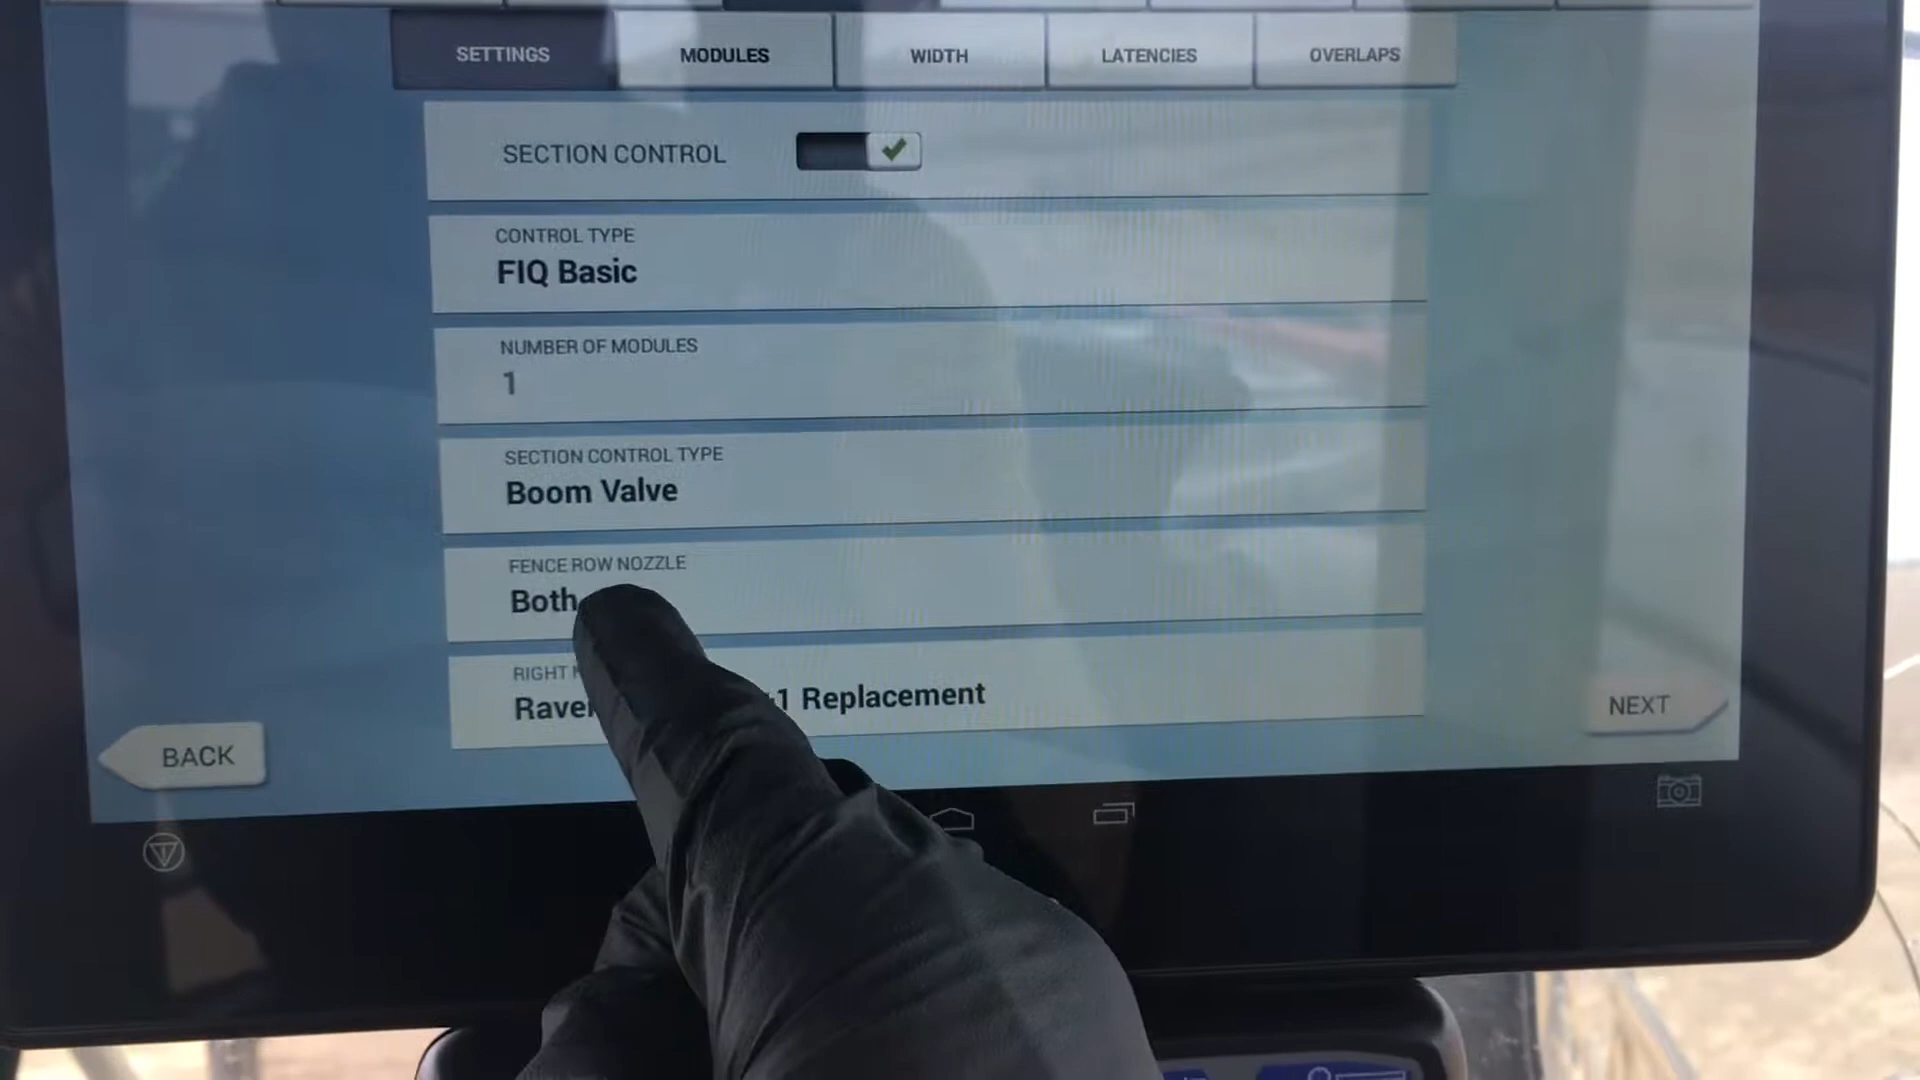 SETTINGS MODULES WIDTH LATENCIES OVERLAPS
SECTION CONTROL
CONTROL TYPE
FIQ Basic
NUMBER OF MODULES
1
SECTION CONTROL TYPE
Boom Valve
FENCE ROW NOZZLE
Both
RIGHT
1 Replacement
BACK
NEXT